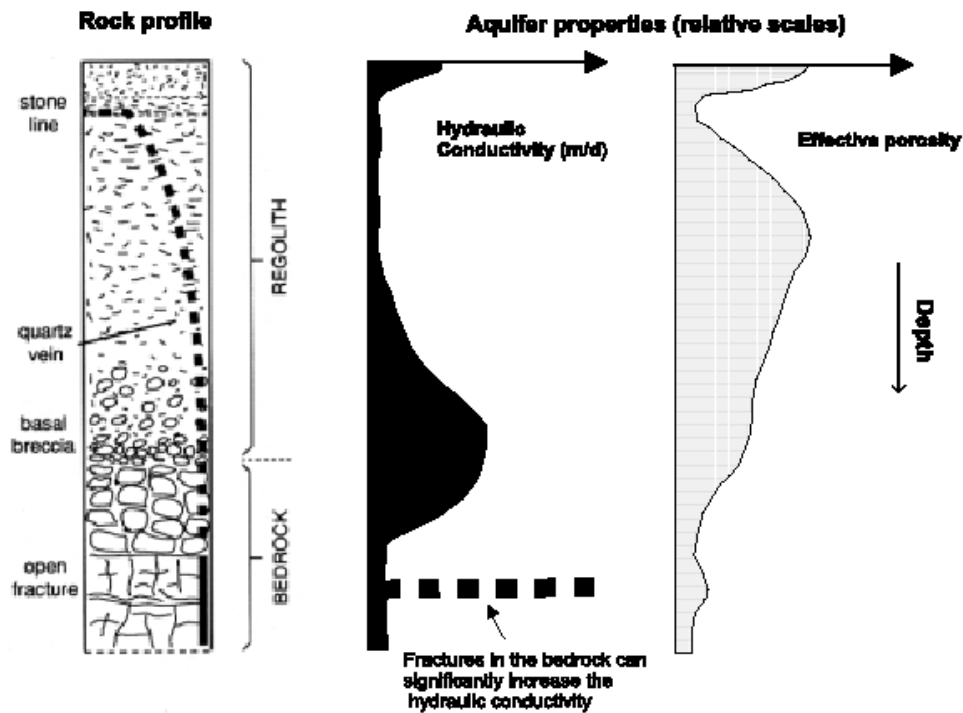 Rock profile
Aquifer properties (relative scales)
stone
line
quartz
vein
basal
breccia
open
fracture
REGOLITH
BEDROCK
Hydraulic
Conductivity (m/d)
Effective porosity
Depth
Fractures in the bedrock can
significantly increase the
hydraulic conductivity